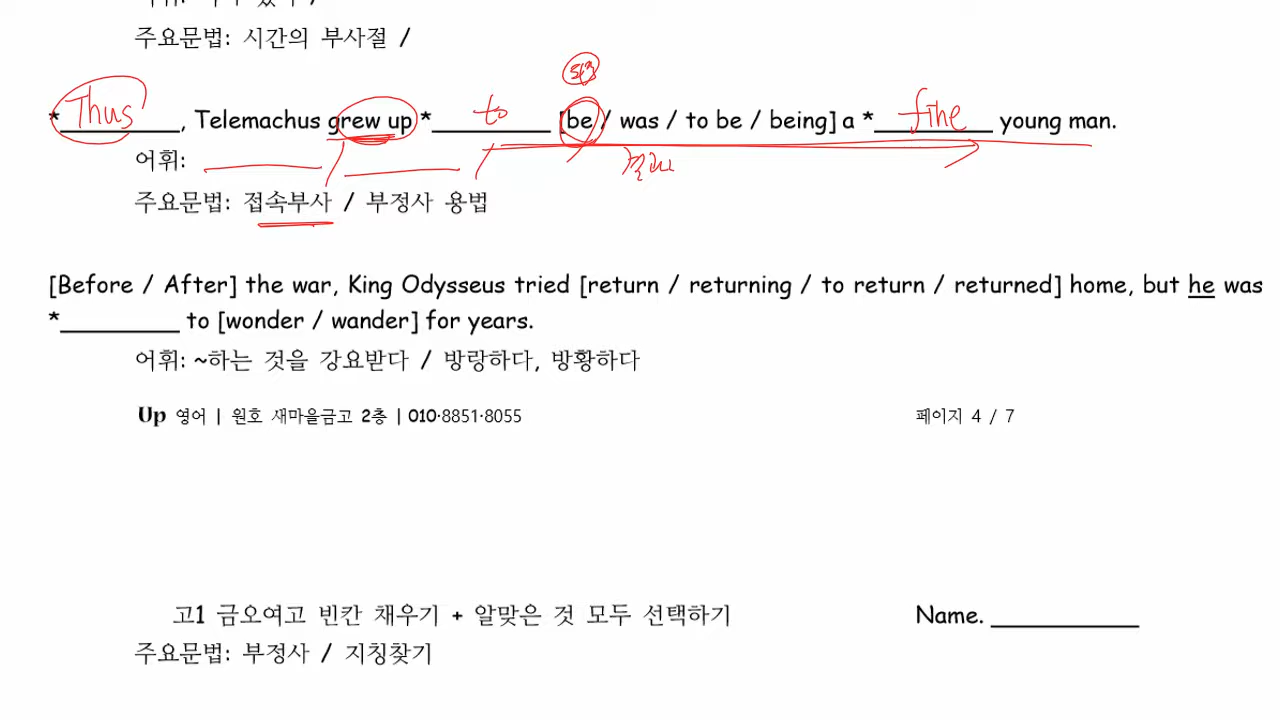 주요문법: 시간의 부사절 /
*Thus, Telemachus grew up *to [be / was / to be / being] a *fine young man.
어휘:
결과
주요문법: 접속부사 / 부정사 용법
[Before / After] the war, King Odysseus tried [return / returning / to return / returned] home, but he was
*__________ to [wonder / wander] for years.
어휘: ~하는 것을 강요받다 / 방랑하다, 방황하다
Up 영어 | 원호 새마을금고 2층 | 010·8851·8055 페이지 4 / 7
고1 금오여고 빈칸 채우기 + 알맞은 것 모두 선택하기 Name. ____________
주요문법: 부정사 / 지칭찾기